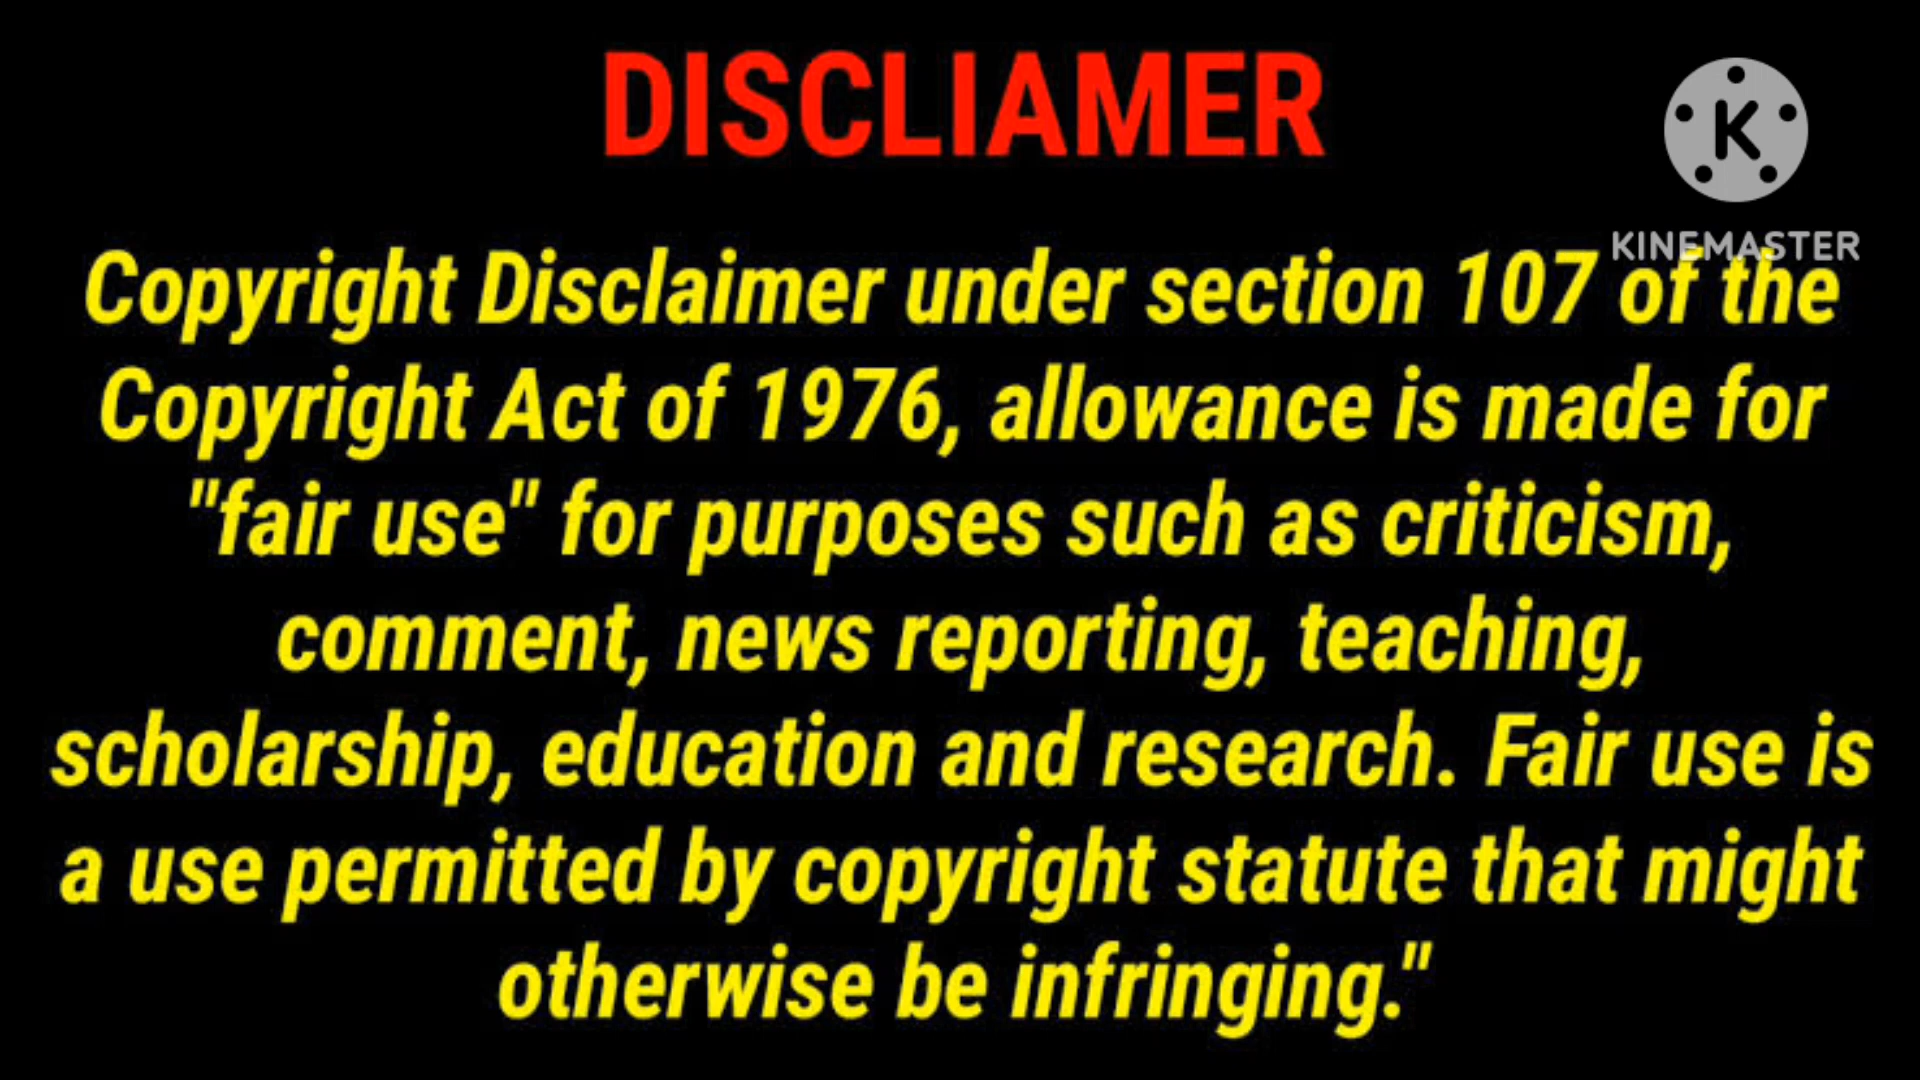 DISCLIAMER
K
KINEMASTER
Copyright Disclaimer under section 107 of the
Copyright Act of 1976, allowance is made for
"fair use" for purposes such as criticism,
comment, news reporting, teaching,
scholarship, education and research. Fair use is
a use permitted by copyright statute that might
otherwise be infringing."